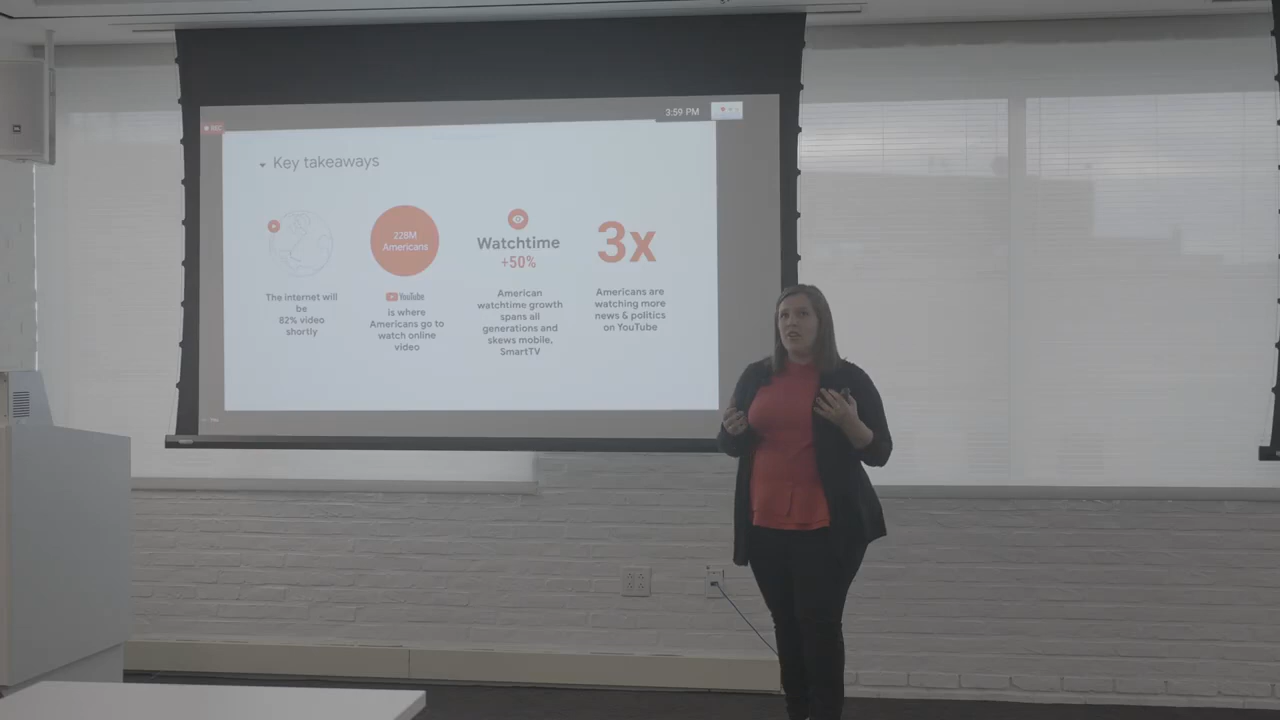 3:59 PM
REC
Key takeaways
The internet will
be
82% video
shortly
228M
Americans
YouTube
is where
Americans go to
watch online
video
Watchtime
+50%
American
watchtime growth
spans all
generations and
skews mobile,
SmartTV
3x
Americans are
watching more
news & politics
on YouTube